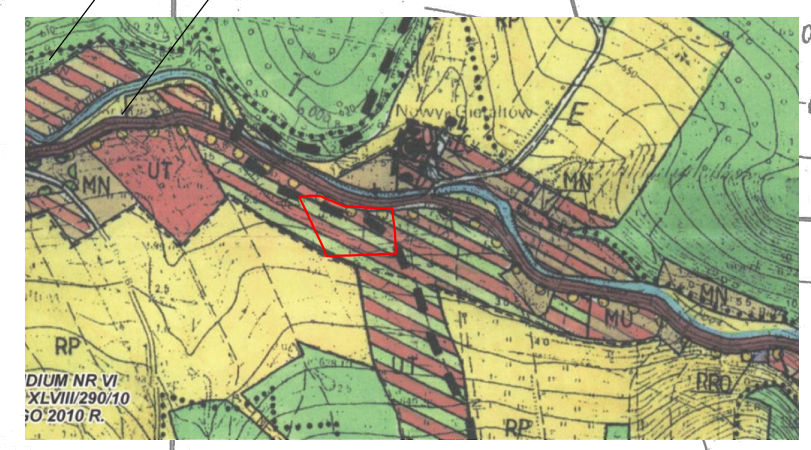 RP
Nowy Gierałtów
E
MN
UT
MN
MN
MU
RP
UT
RRO
DIUM NR VI
XLVIII/290/10
GO 2010 R.
RP